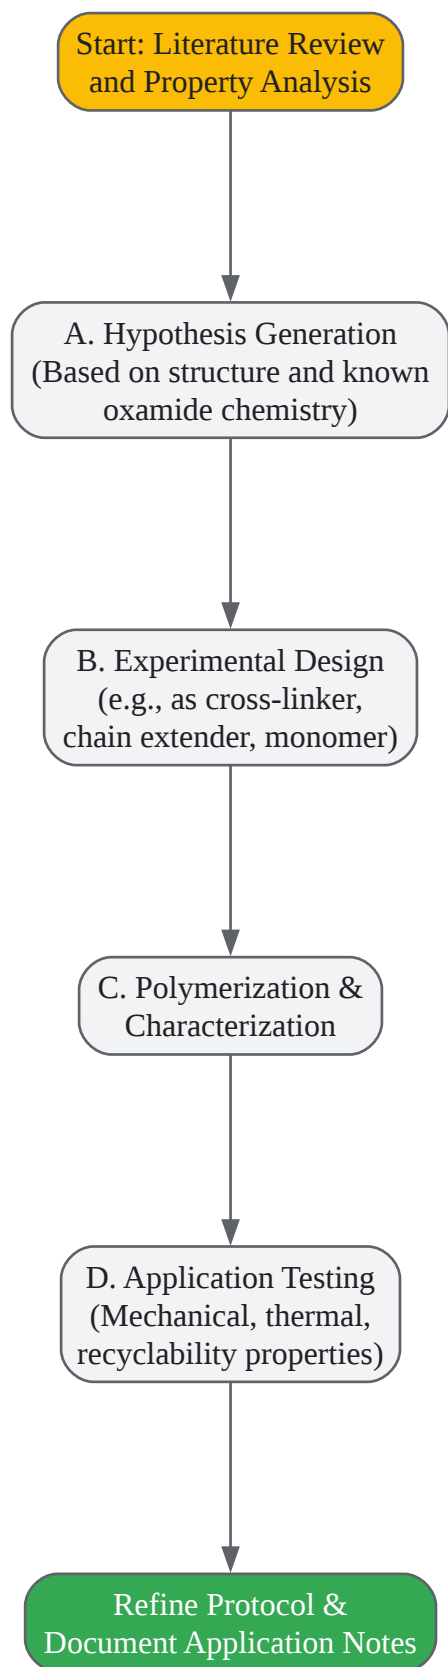 Start: Literature Review
and Property Analysis
A. Hypothesis Generation
(Based on structure and known
oxamide chemistry)
B. Experimental Design
(e.g., as cross-linker,
chain extender, monomer)
C. Polymerization &
Characterization
D. Application Testing
(Mechanical, thermal,
recyclability properties)
Refine Protocol &
Document Application Notes